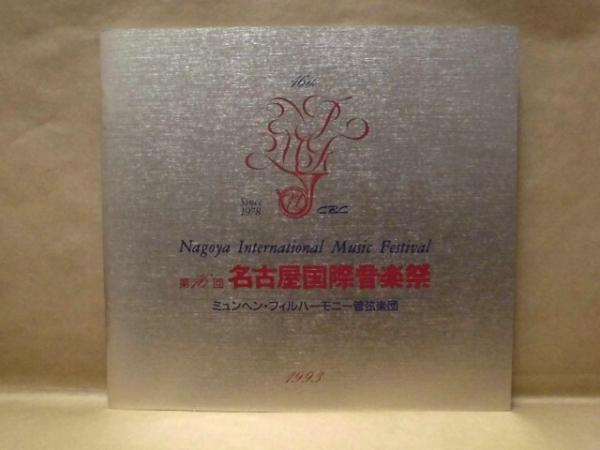 16th
NIMF
Since
1978
CBC
Nagoya International Music Festival
第16回 名古屋国際音楽祭
ミュンヘン・フィルハーモニー管弦楽団
1993